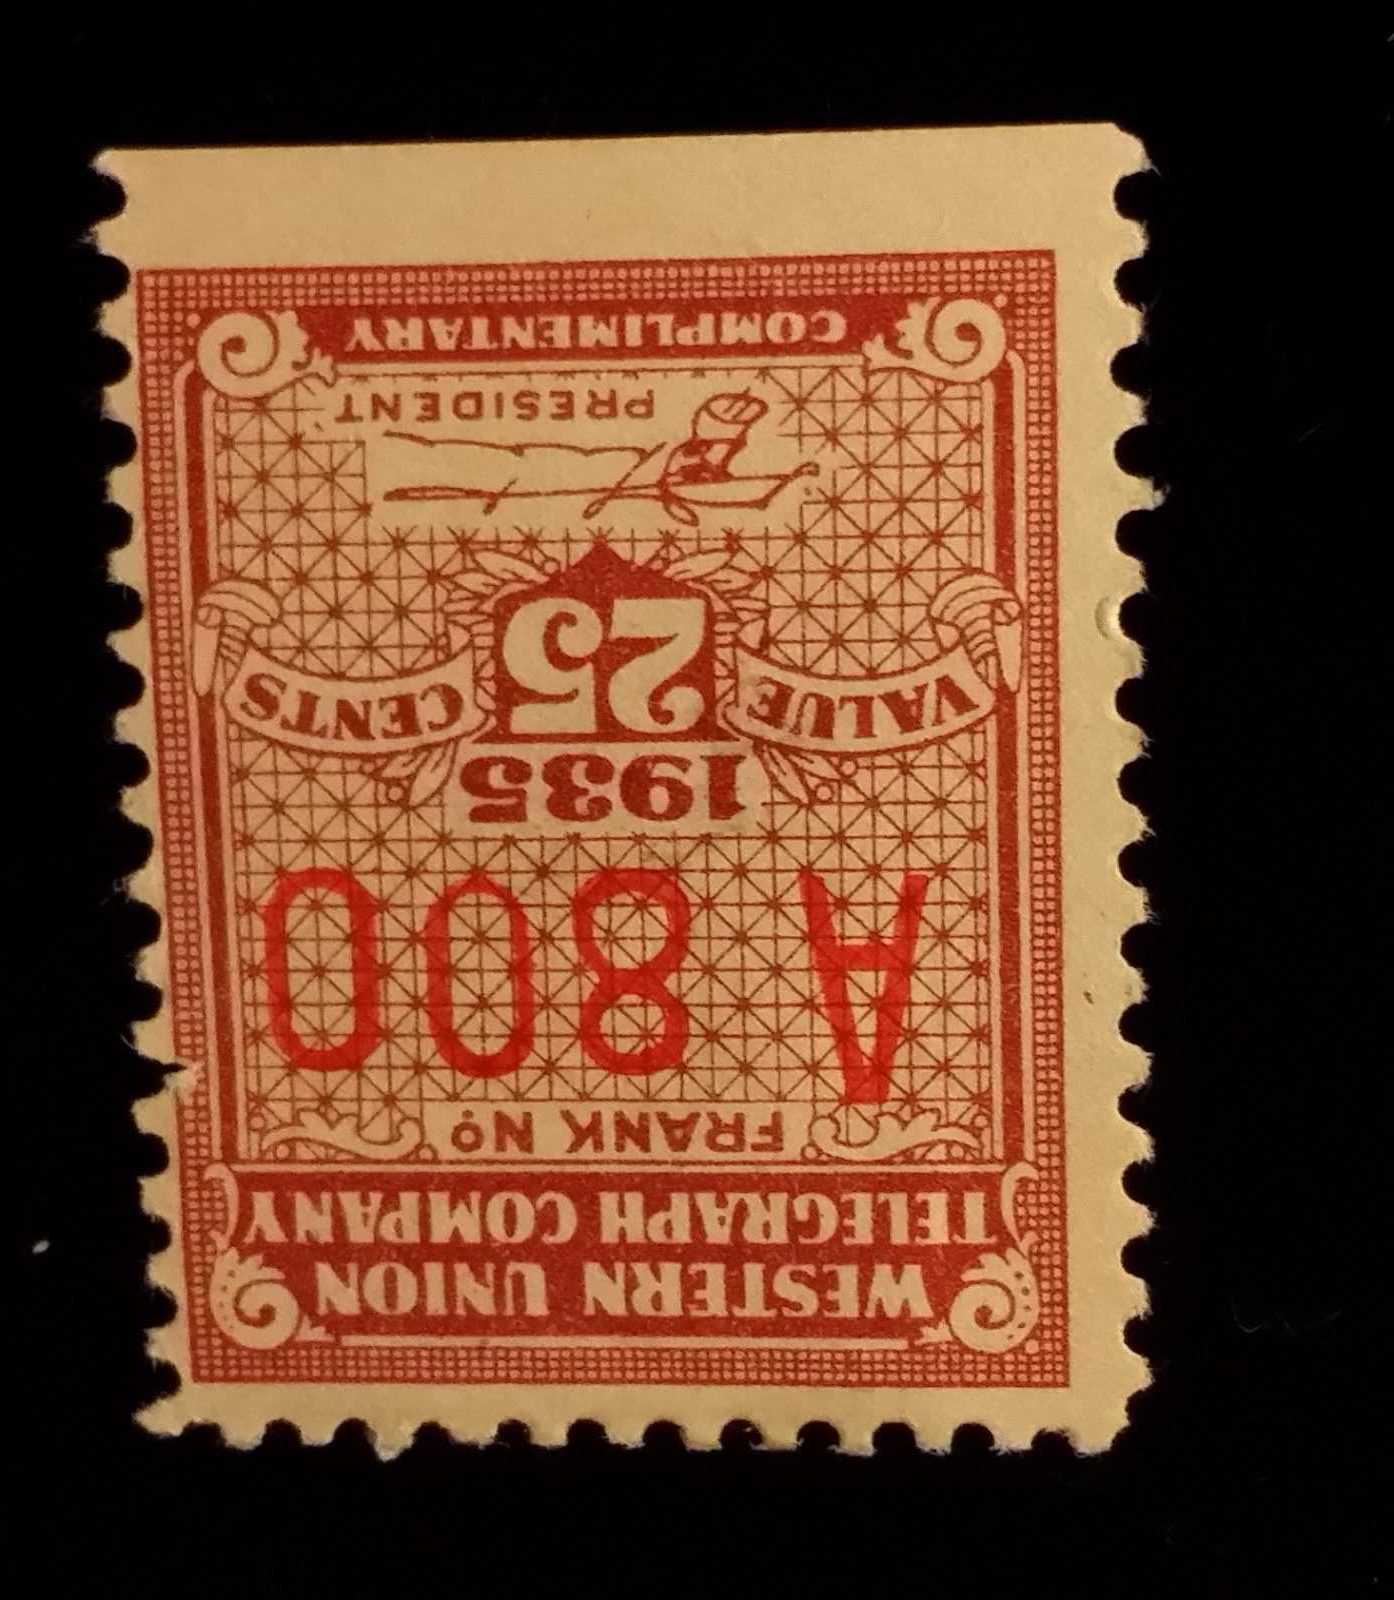 WESTERN UNION
TELEGRAPH COMPANY
FRANK Nº
A 800
1935
VALUE 25 CENTS
PRESIDENT
COMPLIMENTARY